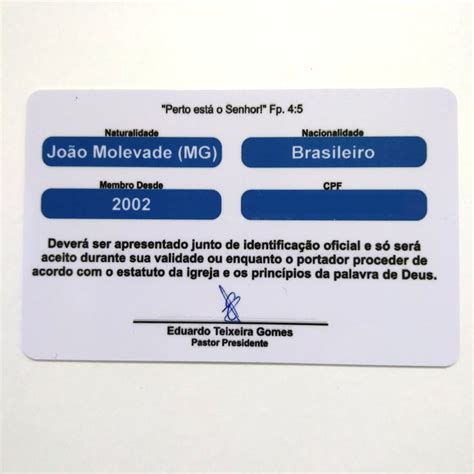 "Perto está o Senhor!" Fp. 4:5
Naturalidade Nacionalidade
João Molevade (MG) Brasileiro
Membro Desde CPF
2002
Deverá ser apresentado junto de identificação oficial e só será
aceito durante sua validade ou enquanto o portador proceder de
acordo com o estatuto da igreja e os princípios da palavra de Deus.
Eduardo Teixeira Gomes
Pastor Presidente